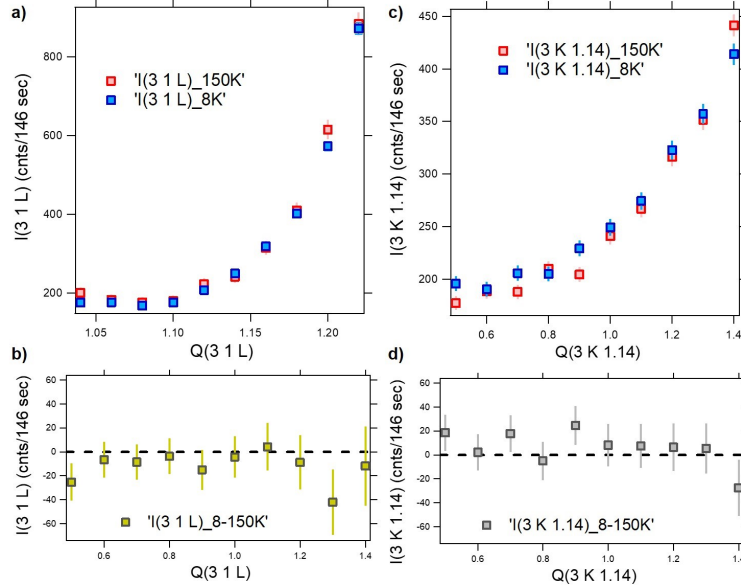 a)
I(3 1 L) (cnts/146 sec)
800
600
400
200
'I(3 1 L)_150K'
'I(3 1 L)_8K'
1.05
1.10
1.15
1.20
Q(3 1 L)
c)
I(3 K 1.14) (cnts/146 sec)
450
400
350
300
250
200
'I(3 K 1.14)_150K'
'I(3 K 1.14)_8K'
0.6
0.8
1.0
1.2
1.4
Q(3 K 1.14)
b)
I(3 1 L) (cnts/146 sec)
60
40
20
0
-20
-40
-60
'I(3 1 L)_8-150K'
0.6
0.8
1.0
1.2
1.4
Q(3 1 L)
d)
I(3 K 1.14) (cnts/146 sec)
60
40
20
0
-20
-40
-60
'I(3 K 1.14)_8-150K'
0.6
0.8
1.0
1.2
1.4
Q(3 K 1.14)